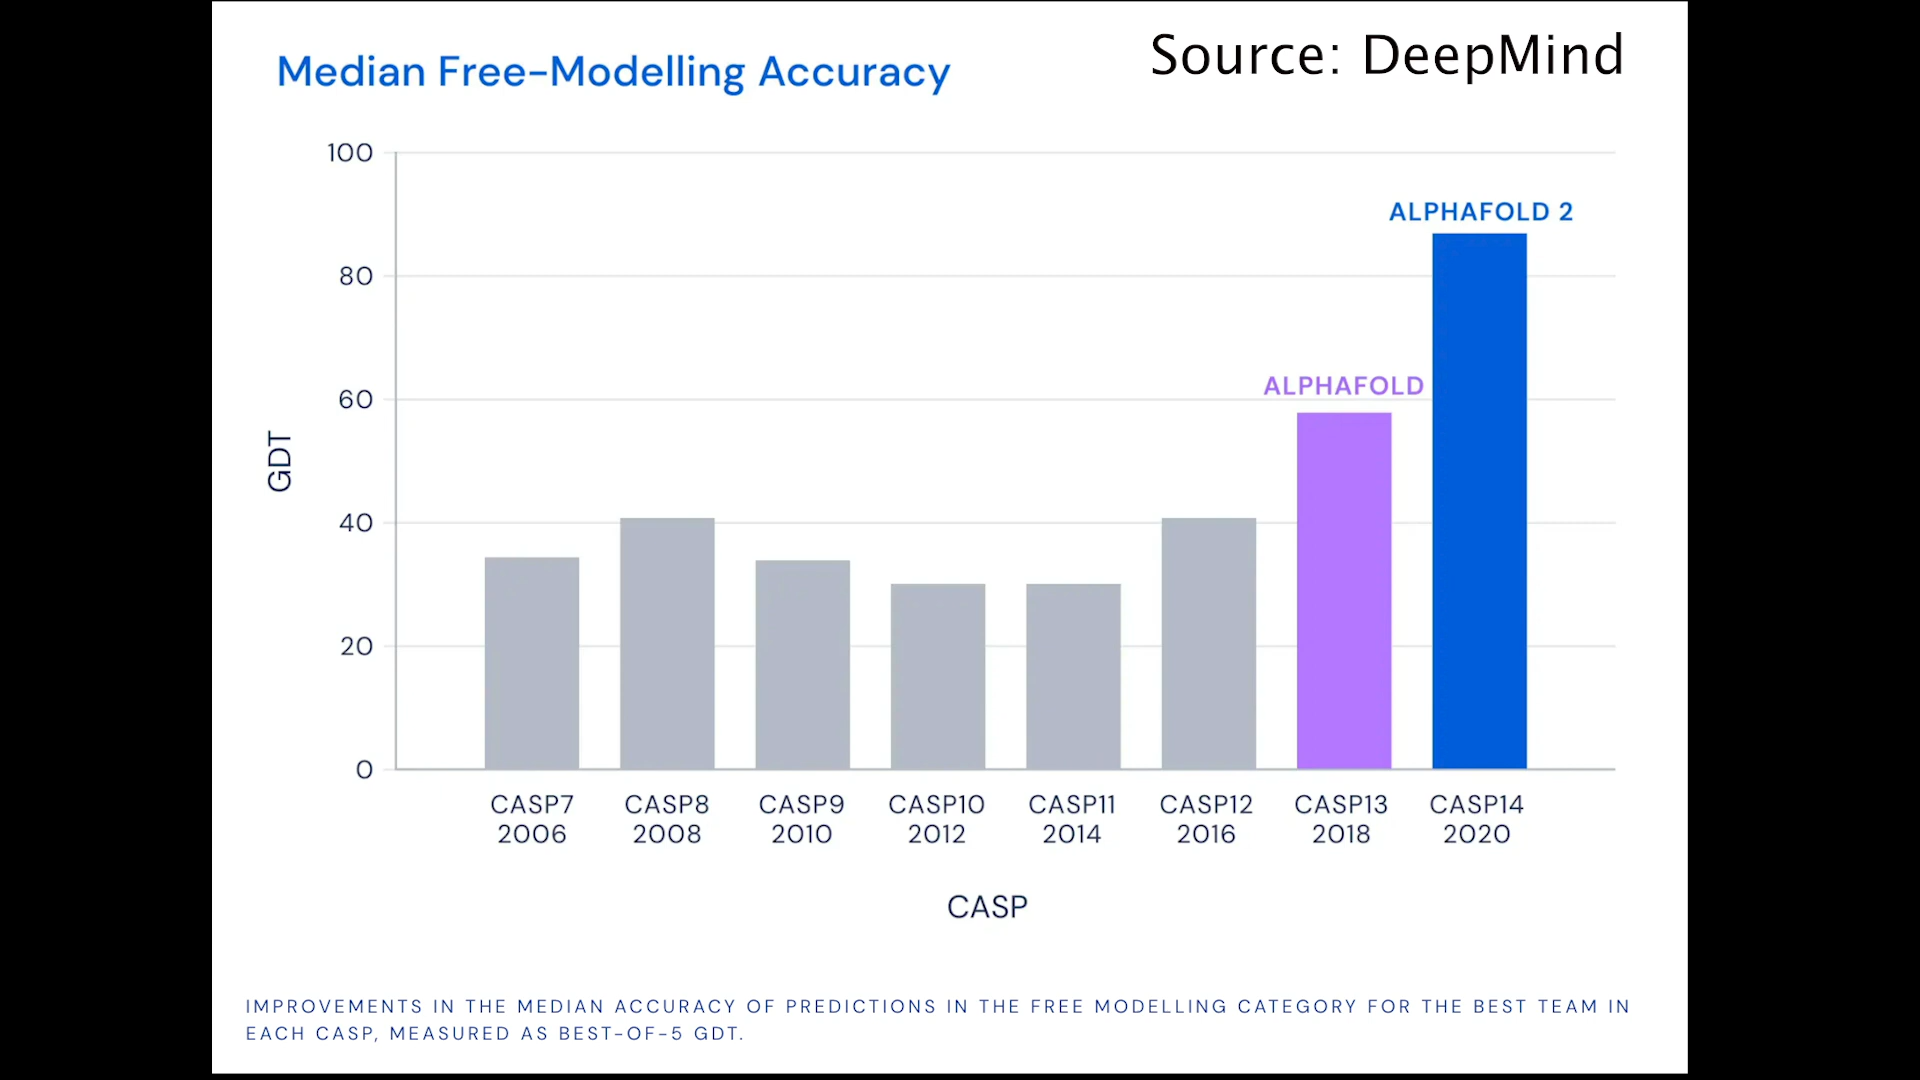 Median Free-Modelling Accuracy
Source: DeepMind
100
ALPHAFOLD 2
80
ALPHAFOLD
60
GDT
40
20
0
CASP7 CASP8 CASP9 CASP10 CASP11 CASP12 CASP13 CASP14
2006 2008 2010 2012 2014 2016 2018 2020
CASP
IMPROVEMENTS IN THE MEDIAN ACCURACY OF PREDICTIONS IN THE FREE MODELLING CATEGORY FOR THE BEST TEAM IN
EACH CASP, MEASURED AS BEST-OF-5 GDT.